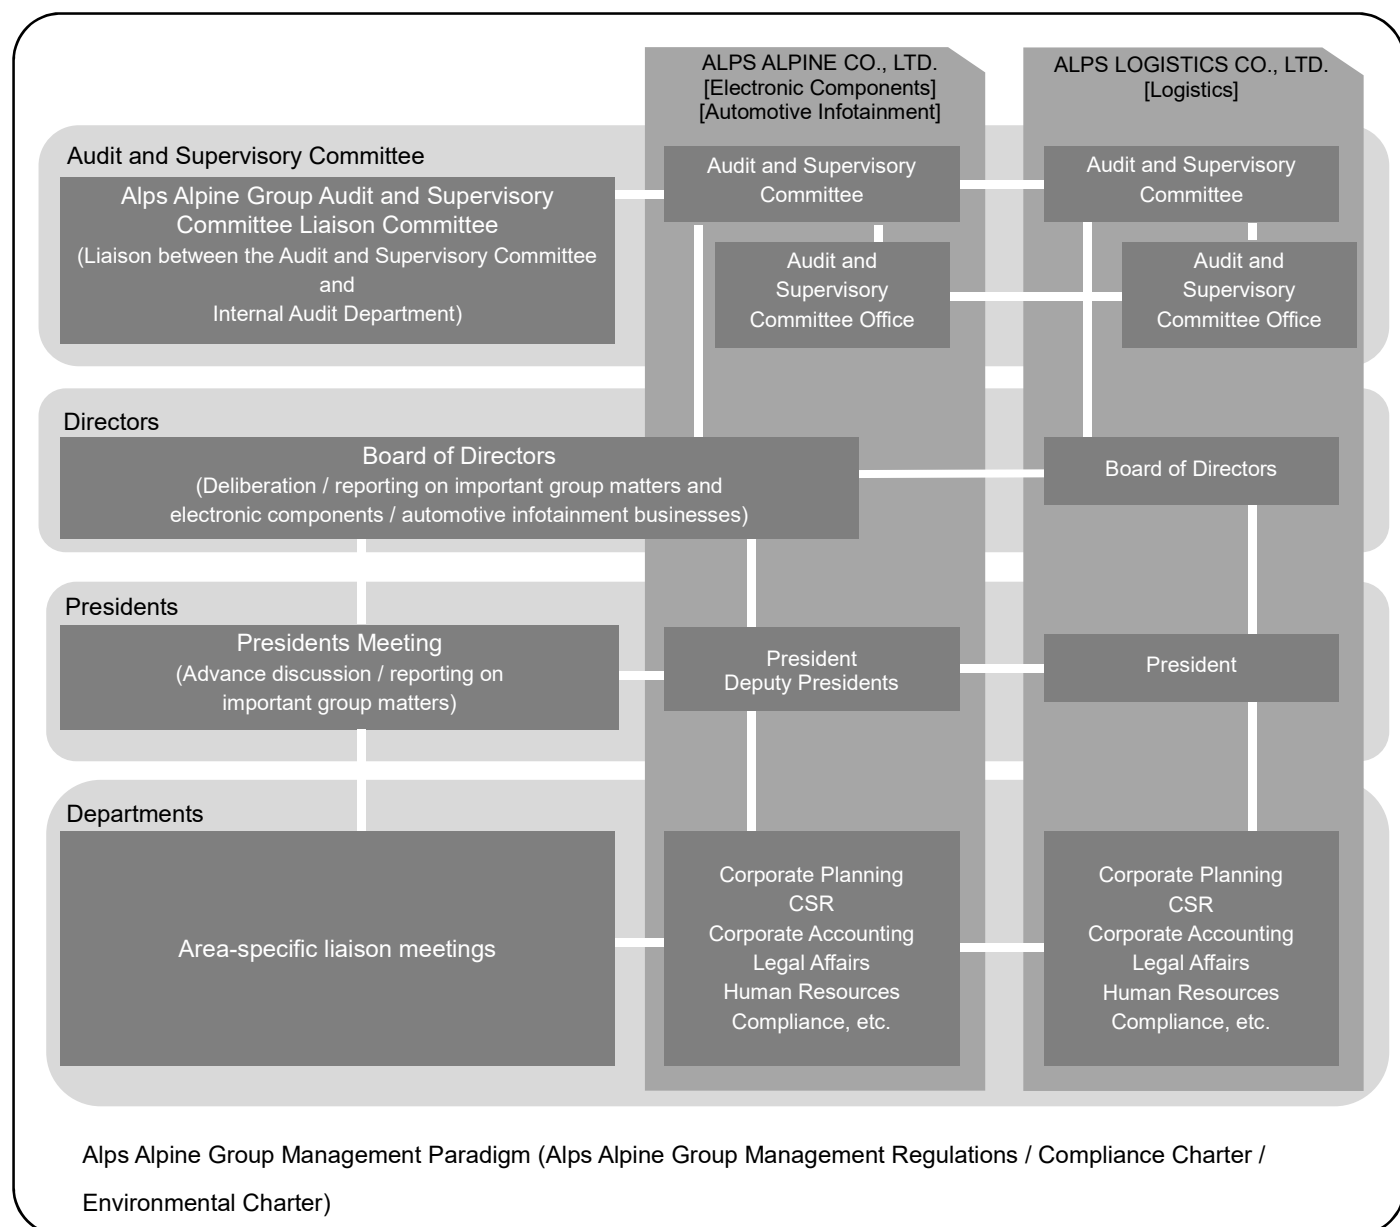 ALPS ALPINE CO., LTD.
[Electronic Components]
[Automotive Infotainment]
ALPS LOGISTICS CO., LTD.
[Logistics]
Audit and Supervisory Committee
Alps Alpine Group Audit and Supervisory
Committee Liaison Committee
(Liaison between the Audit and Supervisory Committee
and
Internal Audit Department)
Audit and Supervisory
Committee
Audit and Supervisory
Committee
Audit and
Supervisory
Committee Office
Audit and
Supervisory
Committee Office
Directors
Board of Directors
(Deliberation / reporting on important group matters and
electronic components / automotive infotainment businesses)
Board of Directors
Presidents
Presidents Meeting
(Advance discussion / reporting on
important group matters)
President
Deputy Presidents
President
Departments
Area-specific liaison meetings
Corporate Planning
CSR
Corporate Accounting
Legal Affairs
Human Resources
Compliance, etc.
Corporate Planning
CSR
Corporate Accounting
Legal Affairs
Human Resources
Compliance, etc.
Alps Alpine Group Management Paradigm (Alps Alpine Group Management Regulations / Compliance Charter /
Environmental Charter)